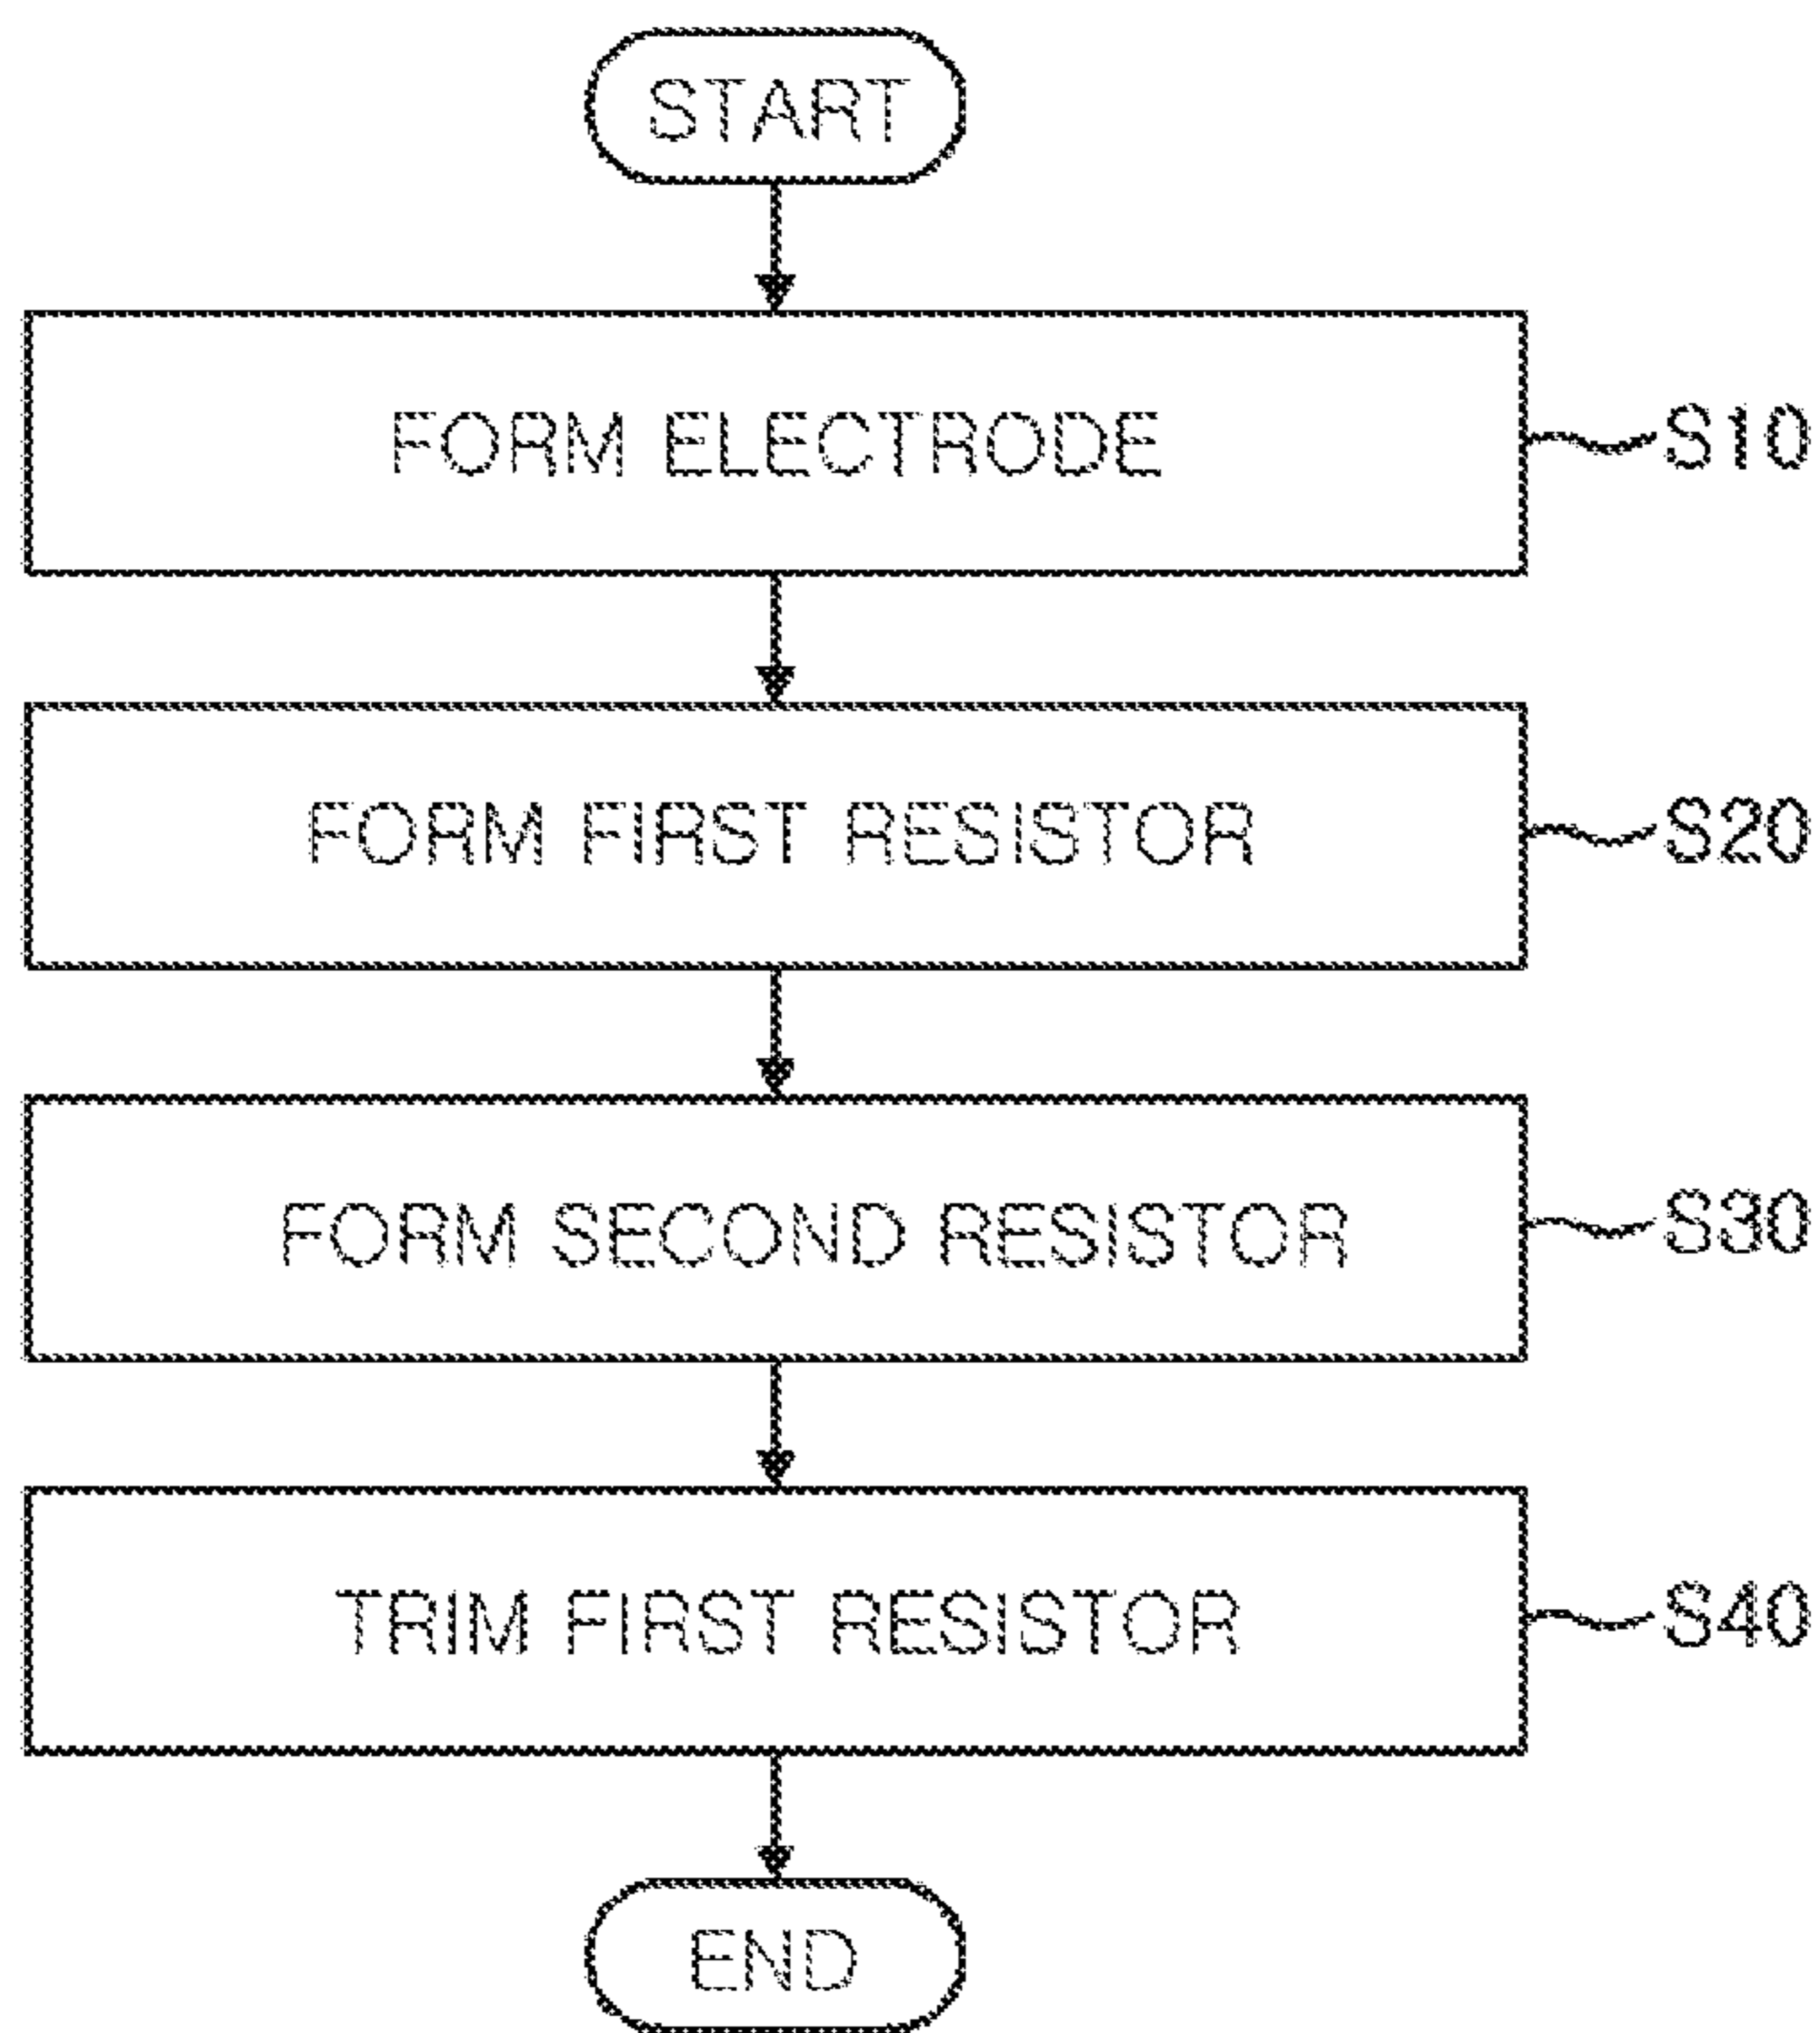 START
FORM ELECTRODE
S10
FORM FIRST RESISTOR
S20
FORM SECOND RESISTOR
S30
TRIM FIRST RESISTOR
S40
END